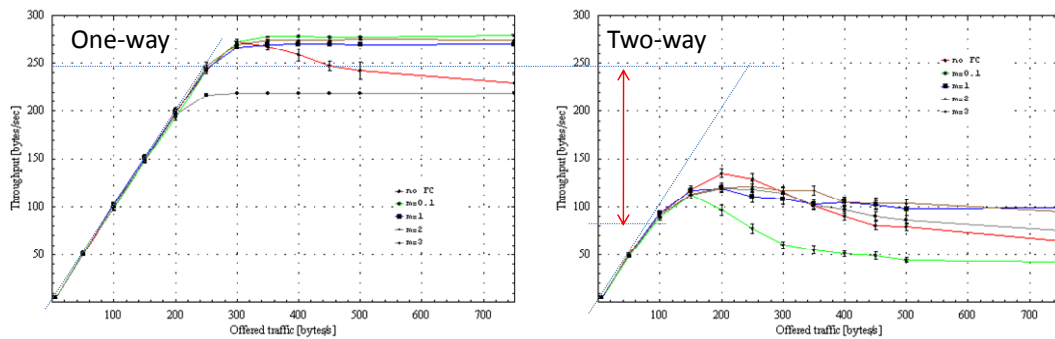 One-way
Throughput [bytes/sec]
300
250
200
150
100
50
100 200 300 400 500 600 700
Offered traffic [bytes/s]
no FC
ms0.1
ms1
ms2
ms3
Two-way
Throughput [bytes/sec]
300
250
200
150
100
50
100 200 300 400 500 600 700
Offered traffic [bytes/s]
no FC
ms0.1
ms1
ms2
ms3